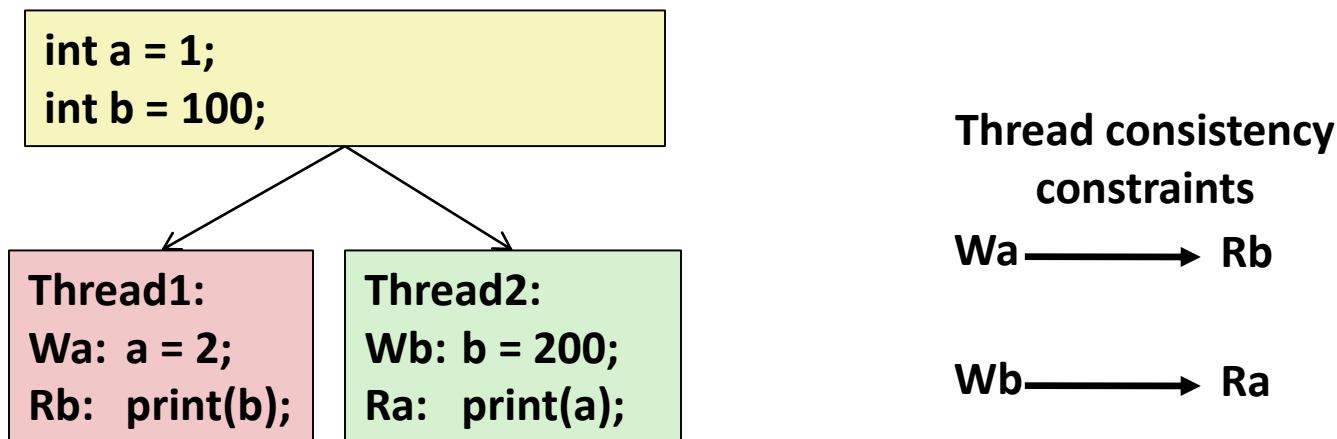 int a = 1;
int b = 100;
Thread consistency
constraints
Wa Rb
Wb Ra
Thread1:
Wa: a = 2;
Rb: print(b);
Thread2:
Wb: b = 200;
Ra: print(a);